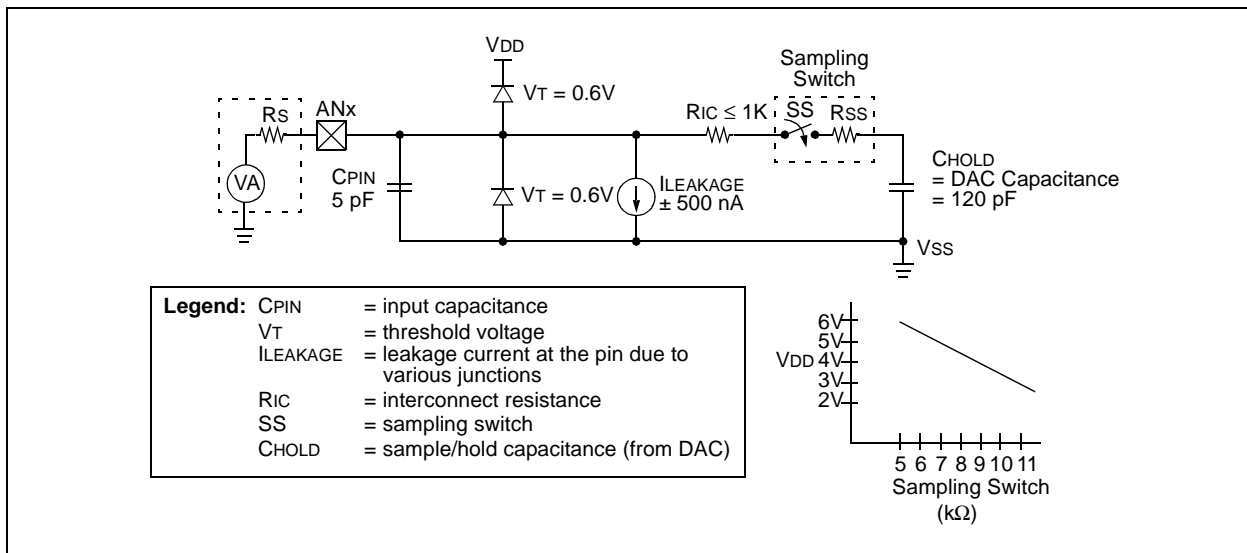 VDD
Sampling
Switch
VT = 0.6V
RS
ANx
RIC ≤ 1K
SS
RSS
VA
CPIN
5 pF
VT = 0.6V
ILEAKAGE
± 500 nA
CHOLD
= DAC Capacitance
= 120 pF
VSS
Legend: CPIN = input capacitance
VT = threshold voltage
ILEAKAGE = leakage current at the pin due to
various junctions
RIC = interconnect resistance
SS = sampling switch
CHOLD = sample/hold capacitance (from DAC)
6V
5V
VDD 4V
3V
2V
5 6 7 8 9 10 11
Sampling Switch
(kΩ)